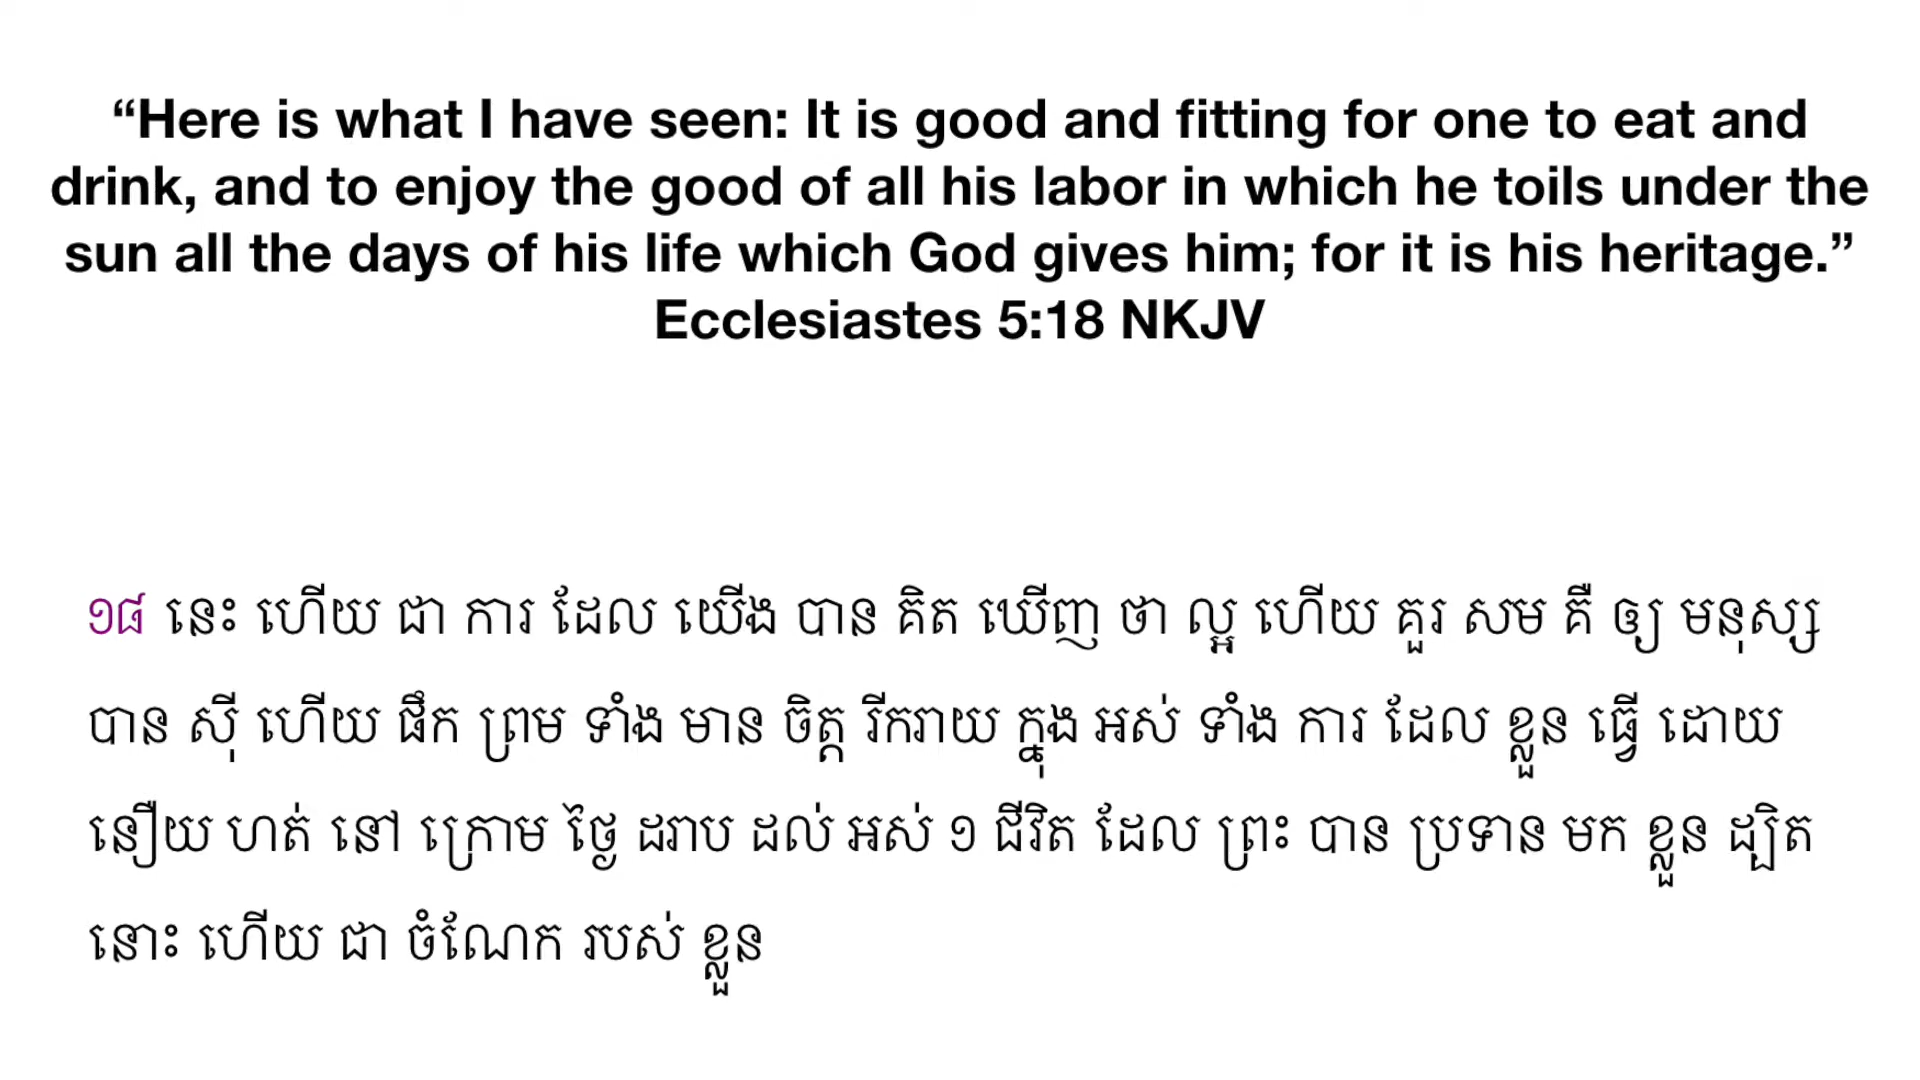 “Here is what I have seen: It is good and fitting for one to eat and
drink, and to enjoy the good of all his labor in which he toils under the
sun all the days of his life which God gives him; for it is his heritage.”
Ecclesiastes 5:18 NKJV
១៨ នេះ ហើយ ជា ការ ដែល យើង បាន គិត ឃើញ ថា ល្អ ហើយ គួរ សម គឺ ឲ្យ មនុស្ស
បាន ស៊ី ហើយ ផឹក ព្រម ទាំង មាន ចិត្ត រីករាយ ក្នុង អស់ ទាំង ការ ដែល ខ្លួន ធ្វើ ដោយ
នឿយ ហត់ នៅ ក្រោម ថ្ងៃ ដរាប ដល់ អស់ ១ ជីវិត ដែល ព្រះ បាន ប្រទាន មក ខ្លួន ដ្បិត
នោះ ហើយ ជា ចំណែក របស់ ខ្លួន